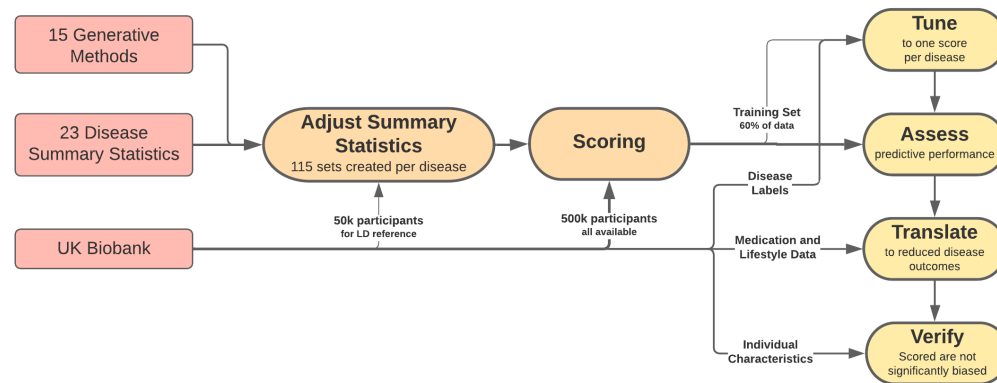 15 Generative
Methods
23 Disease
Summary Statistics
UK Biobank
Adjust Summary
Statistics
115 sets created per disease
50k participants
for LD reference
Scoring
500k participants
all available
Training Set
60% of data
Disease
Labels
Medication and
Lifestyle Data
Individual
Characteristics
Tune
to one score
per disease
Assess
predictive performance
Translate
to reduced disease
outcomes
Verify
Scored are not
significantly biased